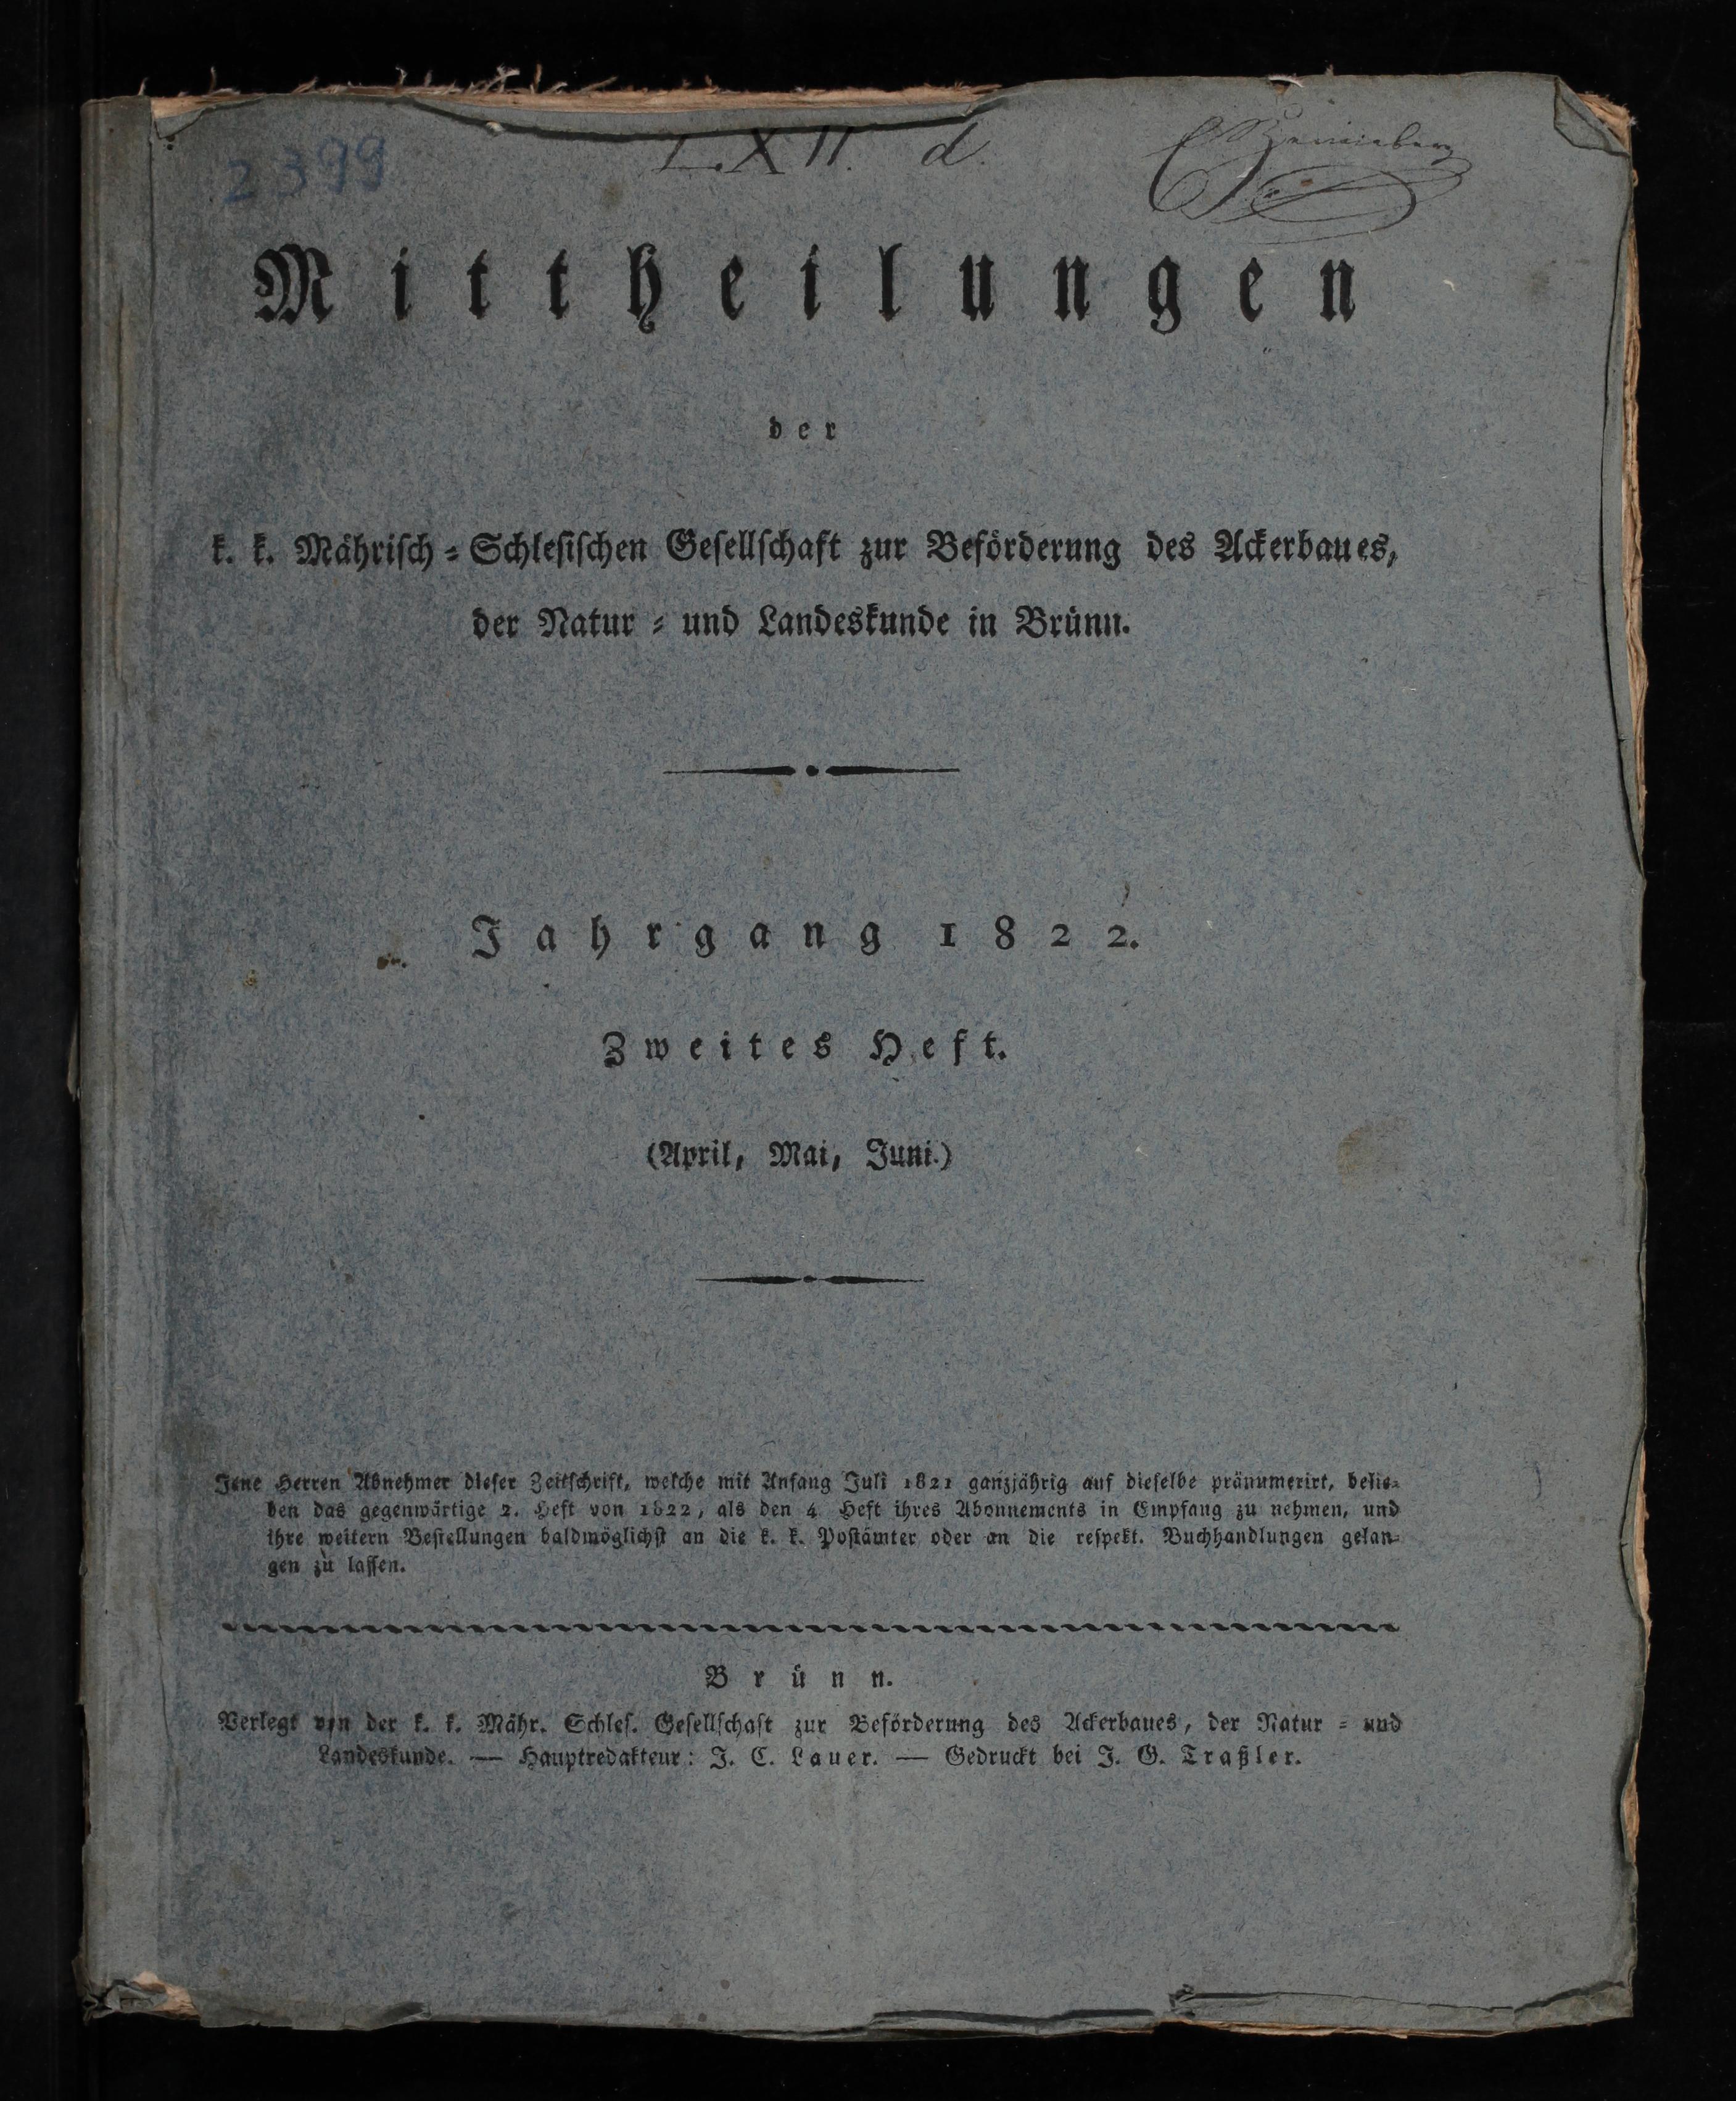 2399
LXII. d.
Mittheilungen
der
k. k. Mährisch-Schlesischen Gesellschaft zur Beförderung des Ackerbaues,
der Natur- und Landeskunde in Brünn.
Jahrgang 1822.
Zweites Heft.
(April, Mai, Juni.)
Jene Herren Abnehmer dieser Zeitschrift, welche mit Anfang Juli 1821 ganzjährig auf dieselbe pränumerirt, belie-
ben das gegenwärtige 2. Heft von 1822, als den 4. Heft ihres Abonnements in Empfang zu nehmen, und
ihre weitern Bestellungen baldmöglichst an die k. k. Postämter oder an die respekt. Buchhandlungen gelan-
gen zu lassen.
Brünn.
Verlegt von der k. k. Mähr. Schles. Gesellschaft zur Beförderung des Ackerbaues, der Natur- und
Landeskunde. — Hauptredakteur: J. C. Lauer. — Gedruckt bei J. G. Traßler.